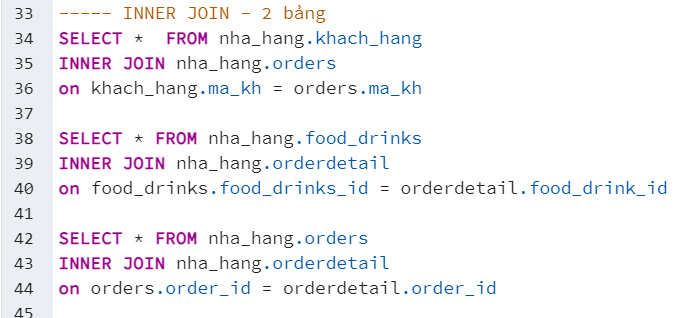 33 ----- INNER JOIN - 2 bảng
34 SELECT *  FROM nha_hang.khach_hang
35 INNER JOIN nha_hang.orders
36 on khach_hang.ma_kh = orders.ma_kh
37
38 SELECT * FROM nha_hang.food_drinks
39 INNER JOIN nha_hang.orderdetail
40 on food_drinks.food_drinks_id = orderdetail.food_drink_id
41
42 SELECT * FROM nha_hang.orders
43 INNER JOIN nha_hang.orderdetail
44 on orders.order_id = orderdetail.order_id
45